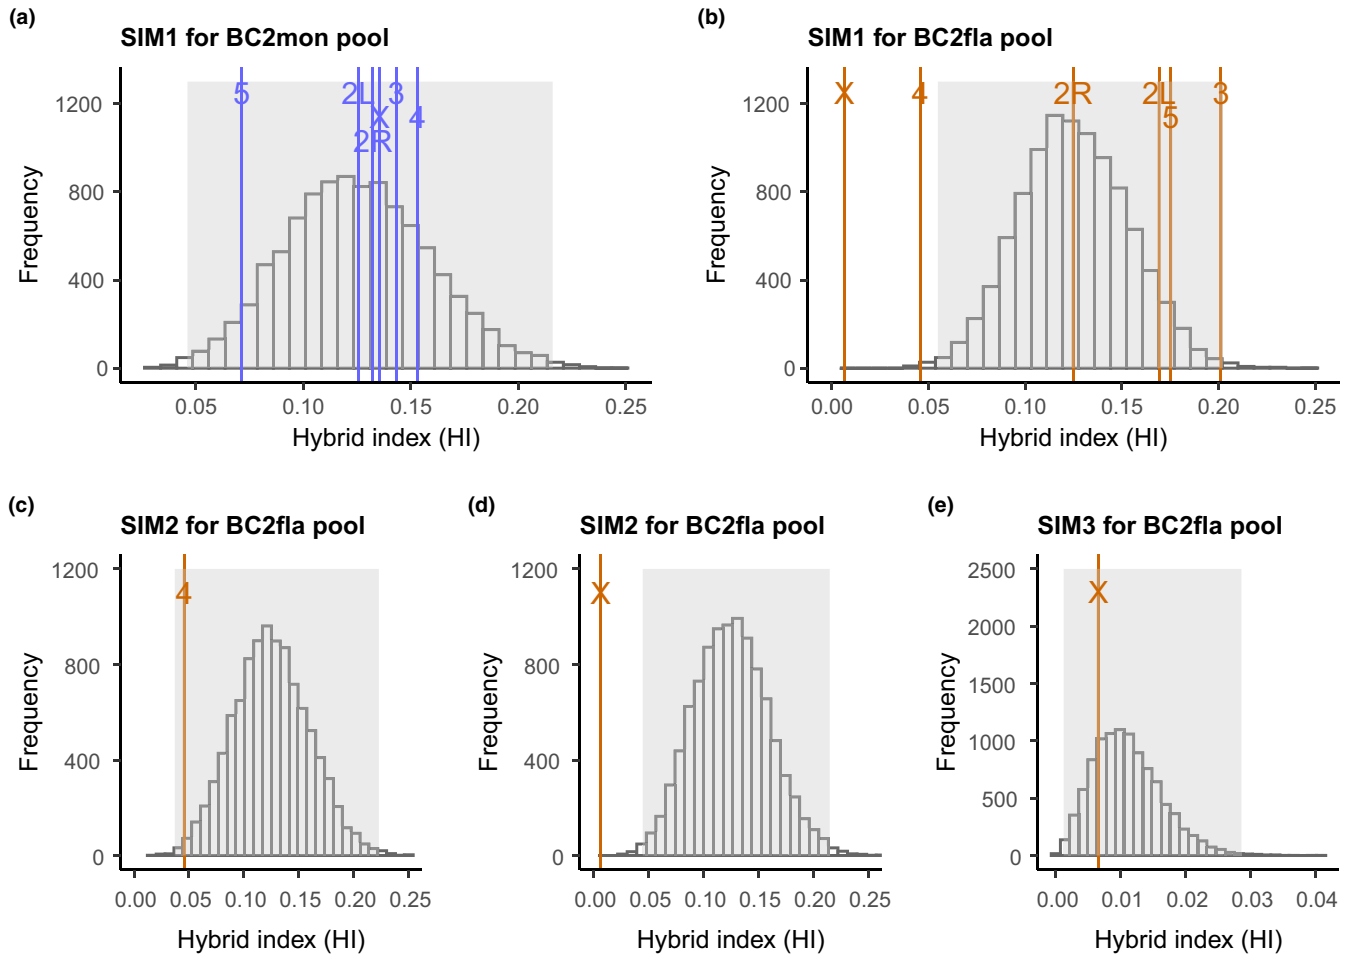 (a)
SIM1 for BC2mon pool
5
2L
3
X
4
2R
1200
800
400
0
Frequency
0.05
0.10
0.15
0.20
0.25
Hybrid index (HI)
(b)
SIM1 for BC2fla pool
X
4
2R
2L
3
5
1200
800
400
0
Frequency
0.00
0.05
0.10
0.15
0.20
0.25
Hybrid index (HI)
(c)
SIM2 for BC2fla pool
4
1200
800
400
0
Frequency
0.00
0.05
0.10
0.15
0.20
0.25
Hybrid index (HI)
(d)
SIM2 for BC2fla pool
X
1200
800
400
0
Frequency
0.00
0.05
0.10
0.15
0.20
0.25
Hybrid index (HI)
(e)
SIM3 for BC2fla pool
X
2500
2000
1500
1000
500
0
Frequency
0.00
0.01
0.02
0.03
0.04
Hybrid index (HI)